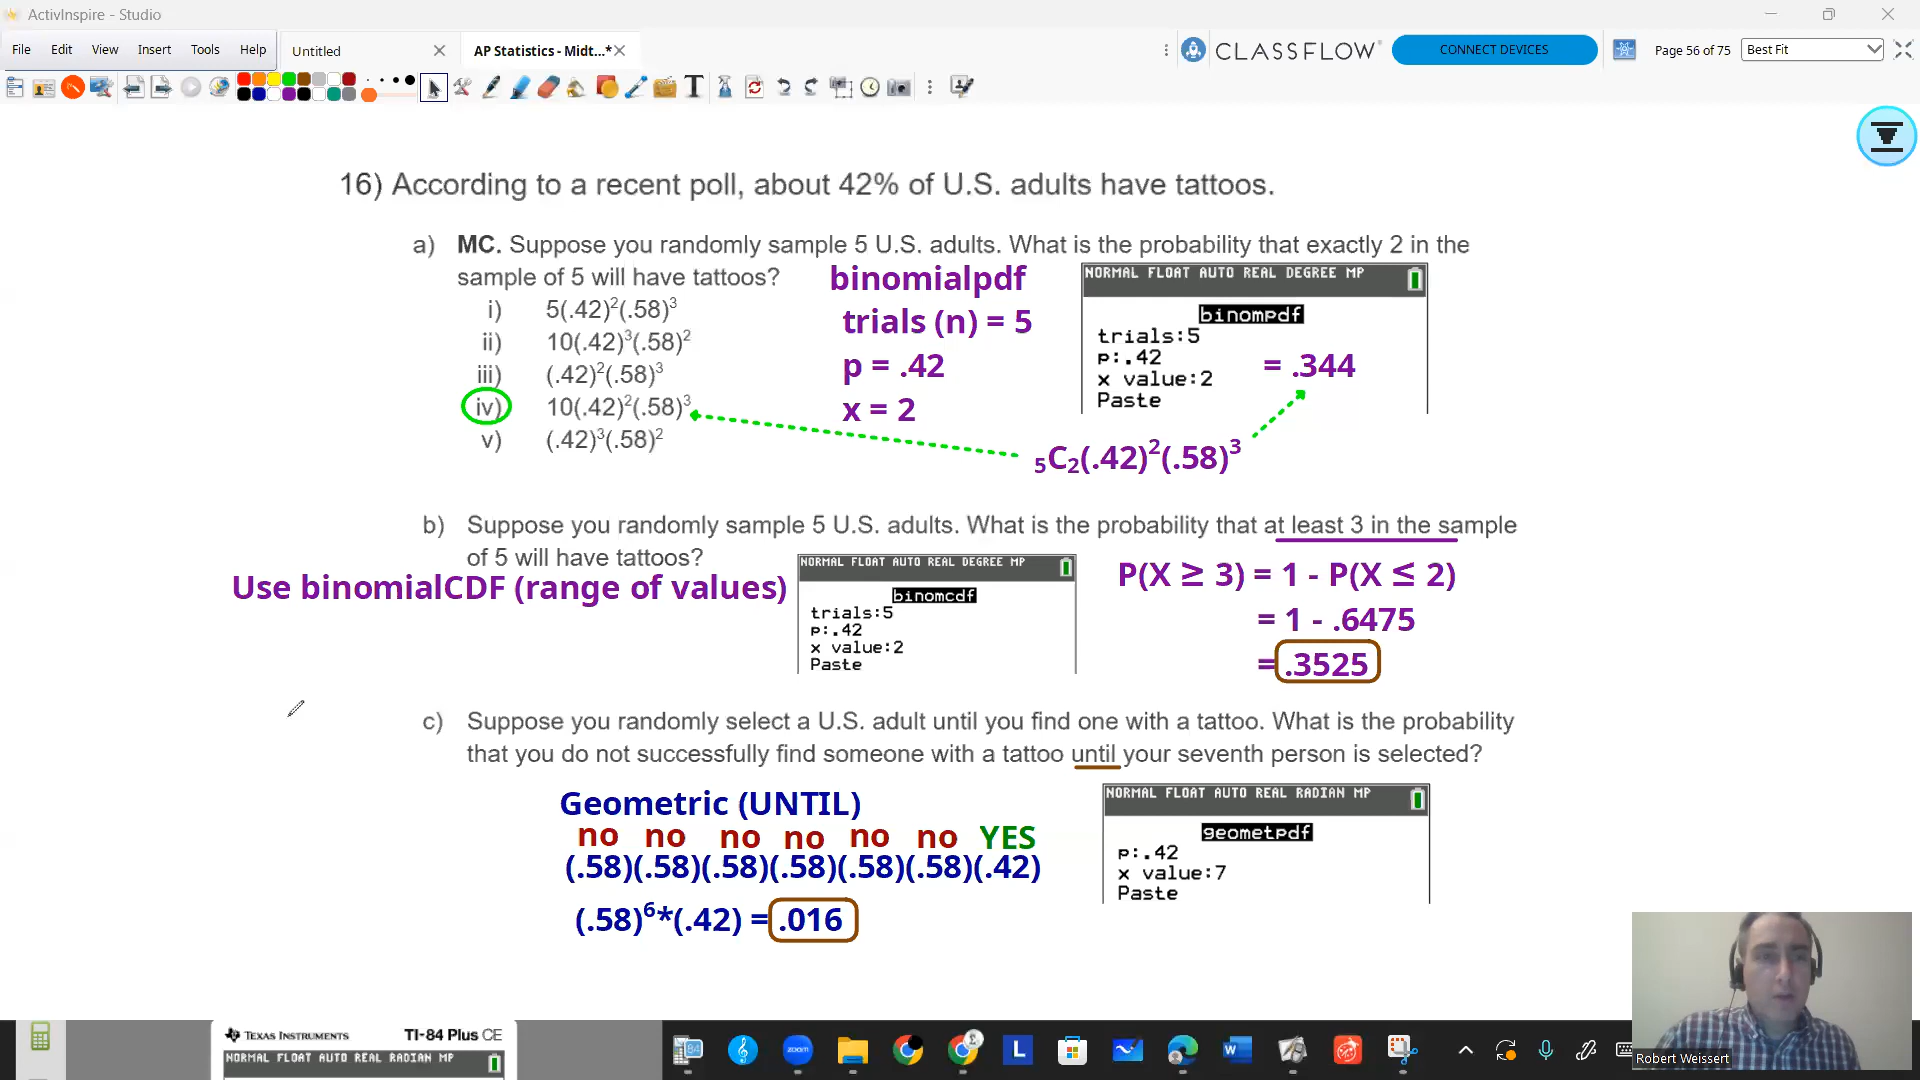 ActivInspire - Studio
File Edit View Insert Tools Help
Untitled
AP Statistics - Midt...*
CLASSFLOW
CONNECT DEVICES
Page 56 of 75
Best Fit
16) According to a recent poll, about 42% of U.S. adults have tattoos.
a) MC. Suppose you randomly sample 5 U.S. adults. What is the probability that exactly 2 in the
sample of 5 will have tattoos?
i) 5(.42)²(.58)³
ii) 10(.42)³(.58)²
iii) (.42)²(.58)³
iv) 10(.42)²(.58)³
v) (.42)³(.58)²
binomialpdf
trials (n) = 5
p = .42
x = 2
NORMAL FLOAT AUTO REAL DEGREE MP
binompdf
trials:5
p:.42
x value:2
Paste
= .344
₅C₂(.42)²(.58)³
b) Suppose you randomly sample 5 U.S. adults. What is the probability that at least 3 in the sample
of 5 will have tattoos?
Use binomialCDF (range of values)
NORMAL FLOAT AUTO REAL DEGREE MP
binomcdf
trials:5
p:.42
x value:2
Paste
P(X ≥ 3) = 1 - P(X ≤ 2)
= 1 - .6475
= .3525
c) Suppose you randomly select a U.S. adult until you find one with a tattoo. What is the probability
that you do not successfully find someone with a tattoo until your seventh person is selected?
Geometric (UNTIL)
no no no no no no YES
(.58)(.58)(.58)(.58)(.58)(.58)(.42)
(.58)⁶*(.42) = .016
NORMAL FLOAT AUTO REAL RADIAN MP
geometpdf
p:.42
x value:7
Paste
TEXAS INSTRUMENTS TI-84 Plus CE
NORMAL FLOAT AUTO REAL RADIAN MP
84
zoom
L
W
Robert Weissert